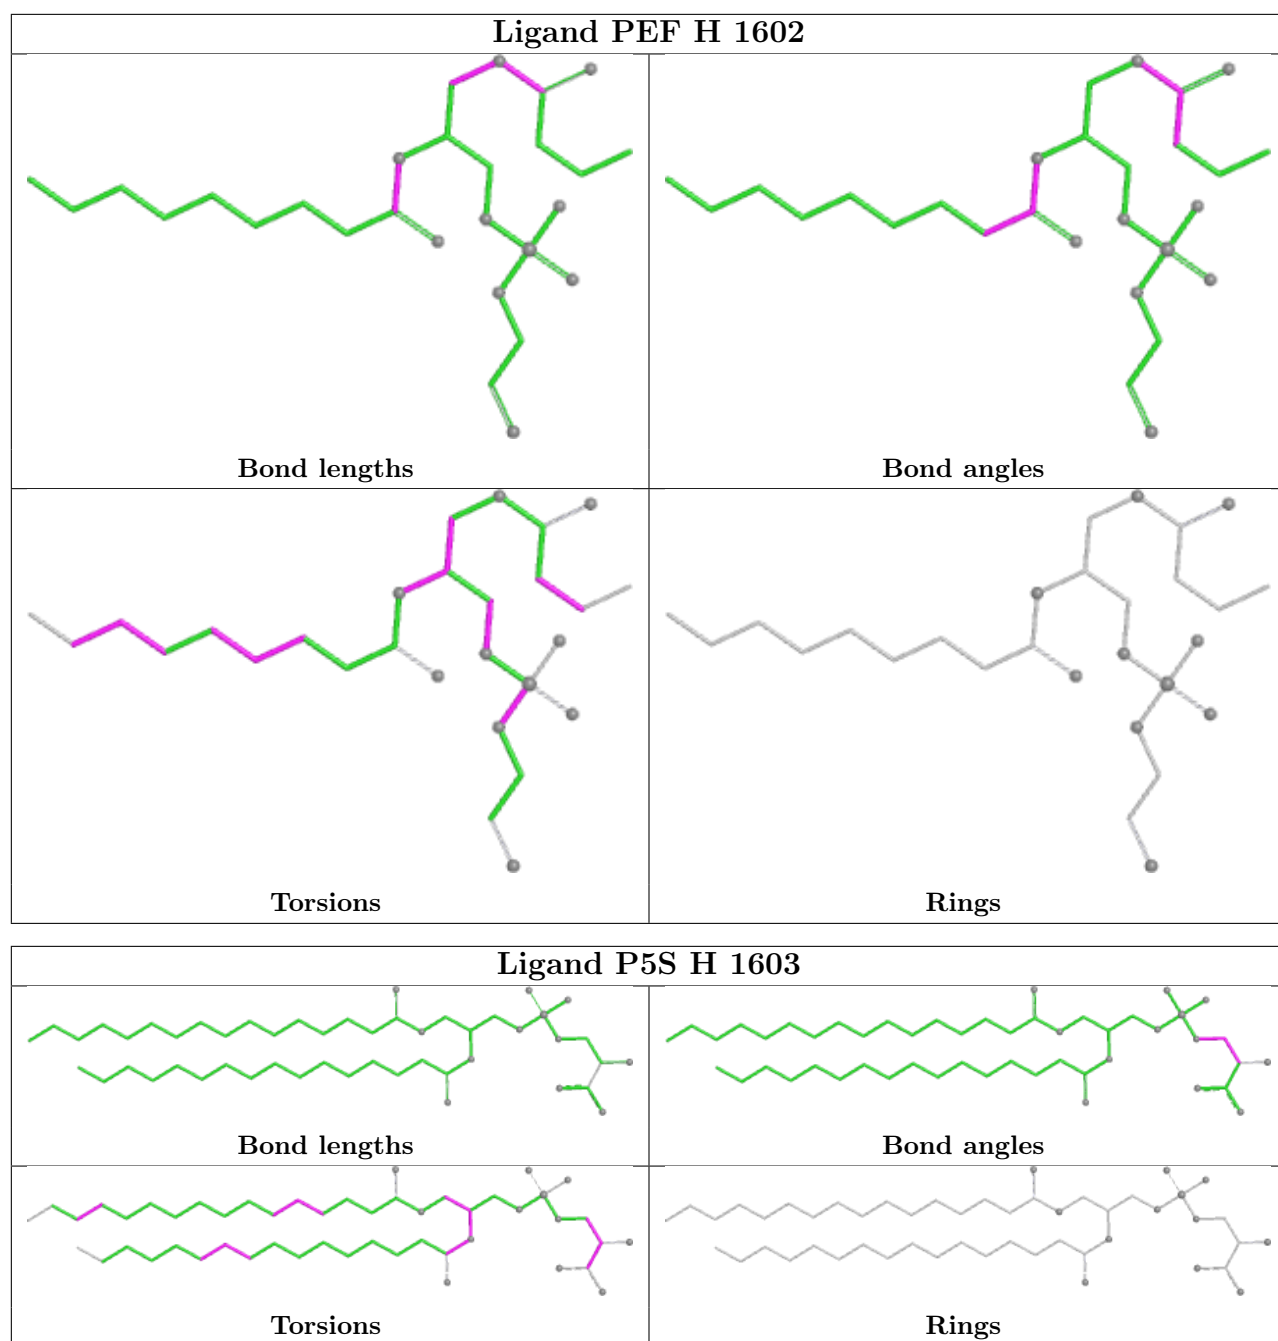 Ligand PEF H 1602
Bond lengths
Bond angles
Torsions
Rings
Ligand P5S H 1603
Bond lengths
Bond angles
Torsions
Rings